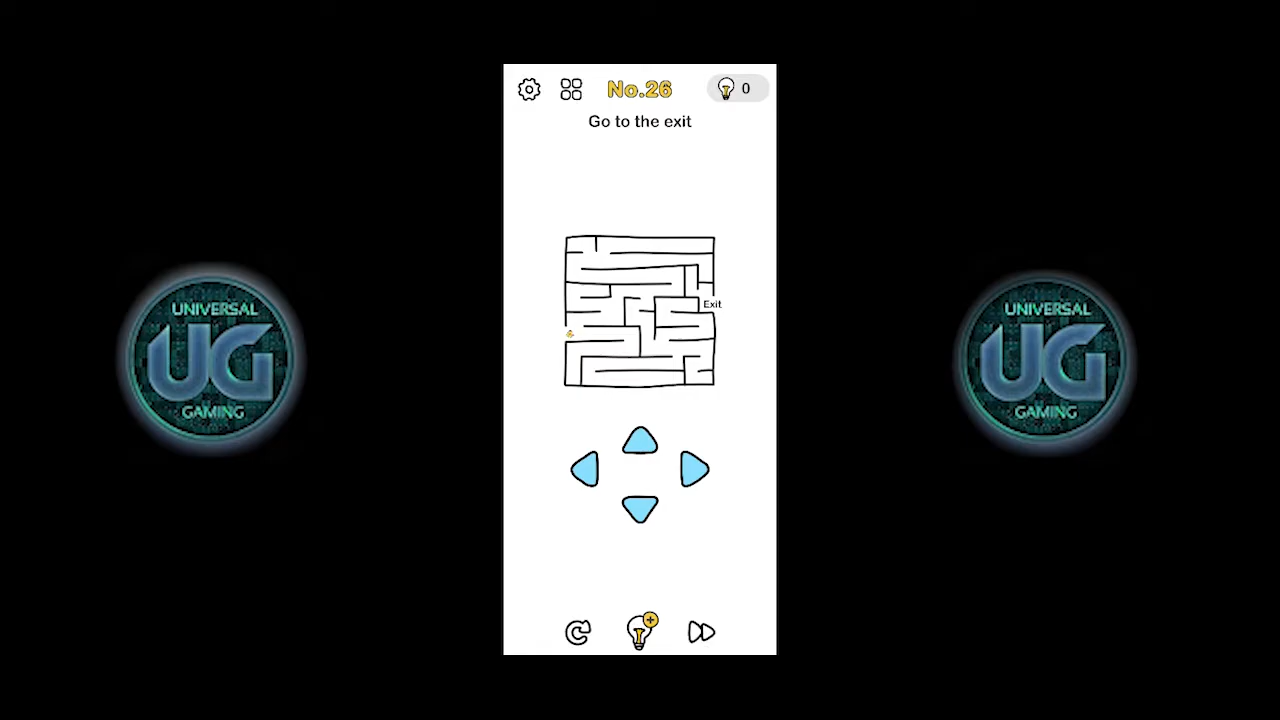 No.26
0
Go to the exit
UNIVERSAL
UG
GAMING
Exit
UNIVERSAL
UG
GAMING